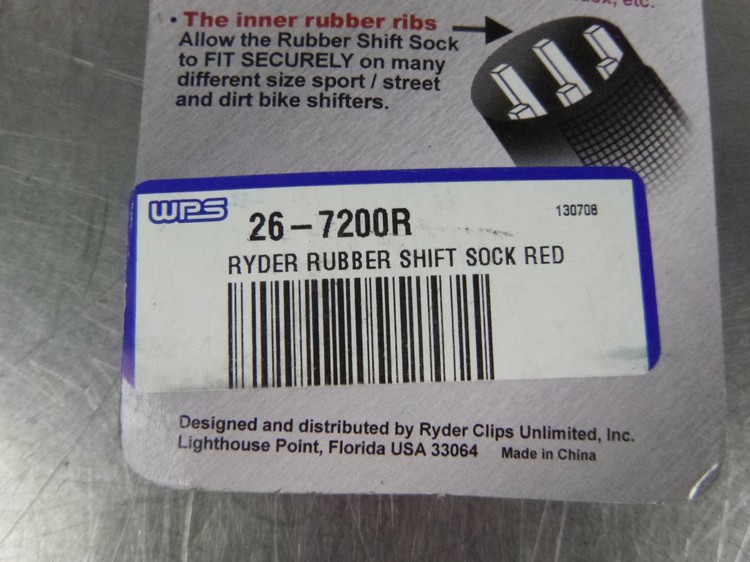 etc.
• The inner rubber ribs
Allow the Rubber Shift Sock
to FIT SECURELY on many
different size sport / street
and dirt bike shifters.
WPS
26-7200R
130708
RYDER RUBBER SHIFT SOCK RED
Designed and distributed by Ryder Clips Unlimited, Inc.
Lighthouse Point, Florida USA 33064 Made in China